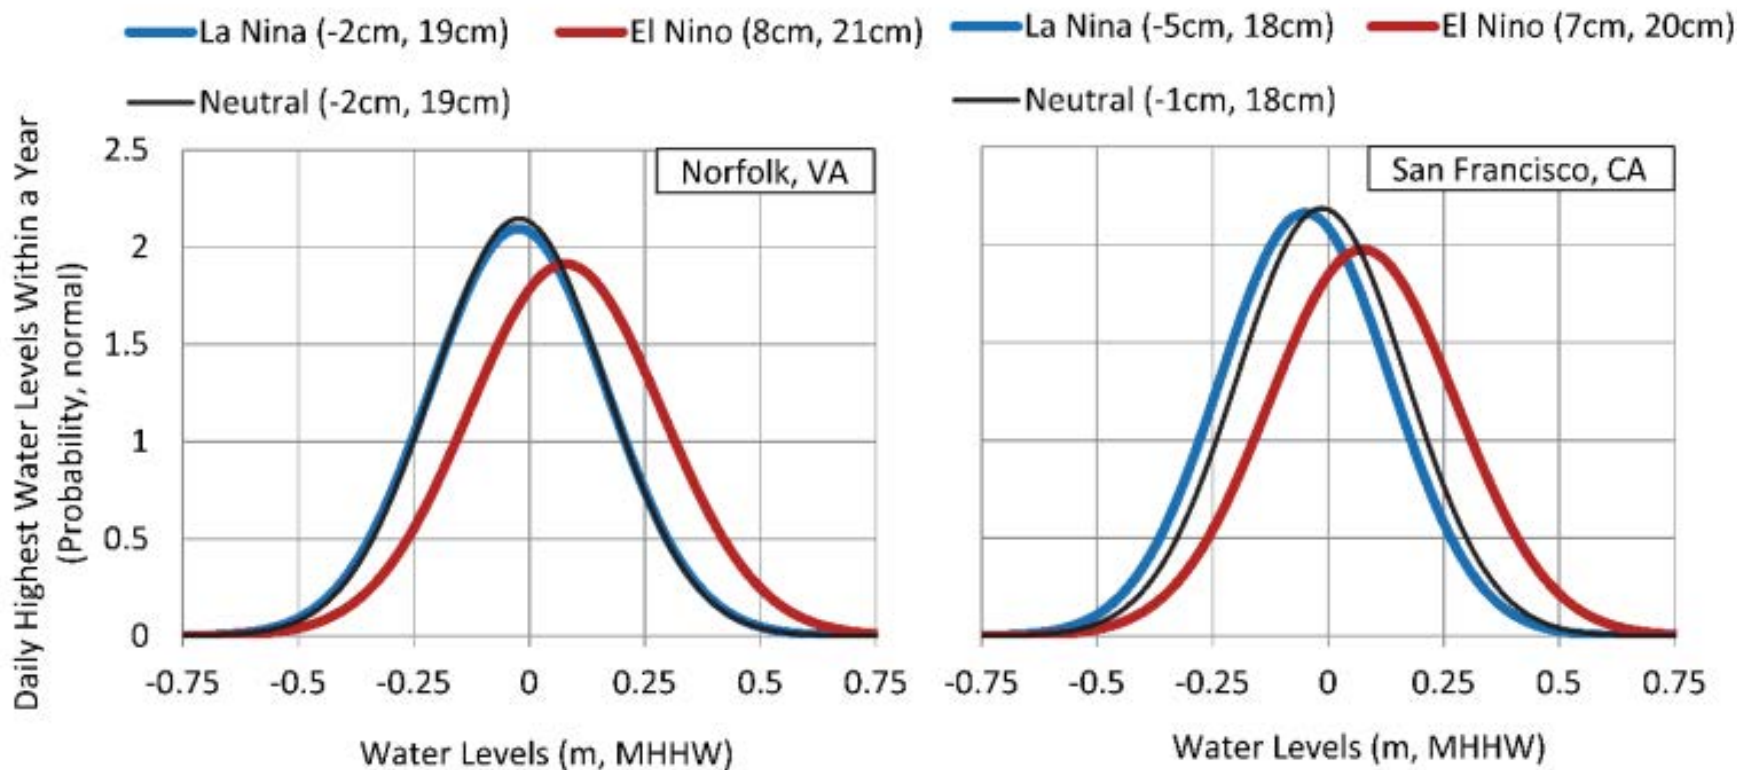 La Nina (-2cm, 19cm) El Nino (8cm, 21cm)
Neutral (-2cm, 19cm)
La Nina (-5cm, 18cm) El Nino (7cm, 20cm)
Neutral (-1cm, 18cm)
Daily Highest Water Levels Within a Year
(Probability, normal)
2.5
2
1.5
1
0.5
0
Norfolk, VA
-0.75 -0.5 -0.25 0 0.25 0.5 0.75
Water Levels (m, MHHW)
San Francisco, CA
-0.75 -0.5 -0.25 0 0.25 0.5 0.75
Water Levels (m, MHHW)